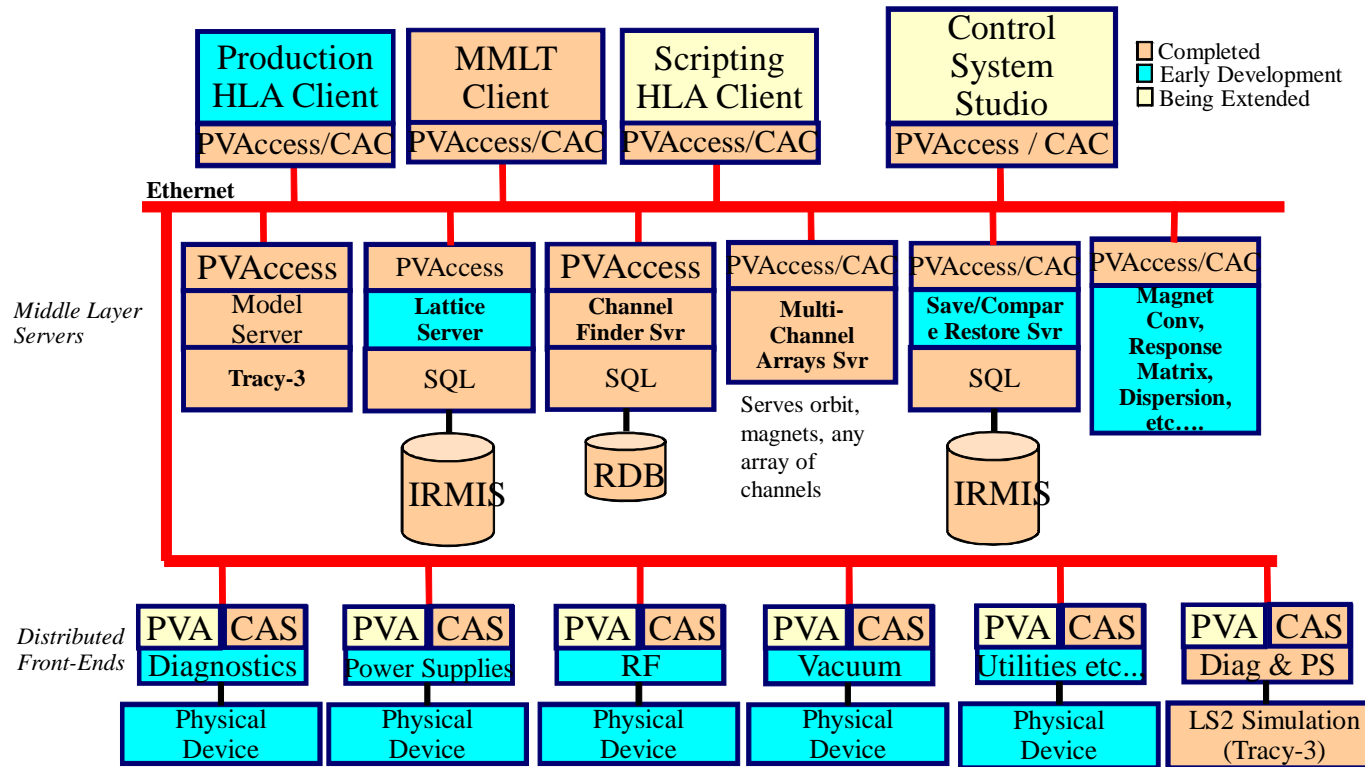 Production
HLA Client
PVAccess/CAC
MMLT
Client
PVAccess/CAC
Scripting
HLA Client
PVAccess/CAC
Control
System
Studio
PVAccess / CAC
Completed
Early Development
Being Extended
Ethernet
Middle Layer
Servers
PVAccess
Model
Server
Tracy-3
PVAccess
Lattice
Server
SQL
IRMIS
PVAccess
Channel
Finder Svr
SQL
RDB
PVAccess/CAC
Multi-
Channel
Arrays Svr
Serves orbit,
magnets, any
array of
channels
PVAccess/CAC
Save/Compar
e Restore Svr
SQL
IRMIS
PVAccess/CAC
Magnet
Conv,
Response
Matrix,
Dispersion,
etc….
Distributed
Front-Ends
PVA CAS
Diagnostics
Physical
Device
PVA CAS
Power Supplies
Physical
Device
PVA CAS
RF
Physical
Device
PVA CAS
Vacuum
Physical
Device
PVA CAS
Utilities etc...
Physical
Device
PVA CAS
Diag & PS
LS2 Simulation
(Tracy-3)